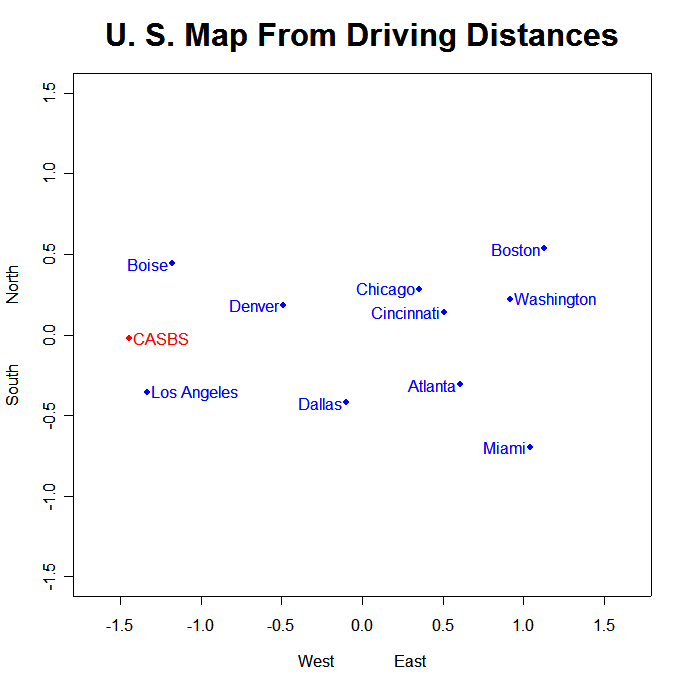 U. S. Map From Driving Distances
1.5
1.0
0.5
0.0
-0.5
-1.0
-1.5
North
South
Boston
Boise
Chicago
Washington
Denver
Cincinnati
CASBS
Los Angeles
Atlanta
Dallas
Miami
-1.5 -1.0 -0.5 0.0 0.5 1.0 1.5
West East